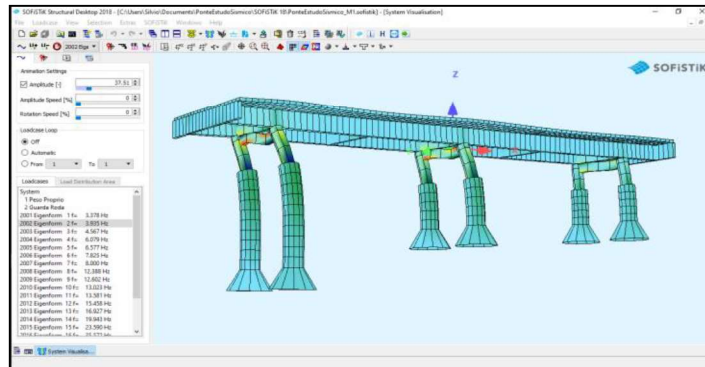 SOFiSTiK Structural Desktop 2018 - [C:\Users\Silvio\Documents\PonteEstudoSismico\SOFiSTiK 18\PonteEstudoSismico_M1.sofistik] - [System Visualisation]
File Loadcase View Selection Extras SOFiSTiK Windows Help
2002 Eige
Animation Settings
Amplitude [-] 37.51
Amplitude Speed [%] 0
Rotation Speed [%] 0
Loadcase Loop
Off
Automatic
From 1 To 1
Loadcases Load Distribution Area
System
1 Peso Proprio
2 Guarda Roda
2001 Eigenform 1 f= 3.378 Hz
2002 Eigenform 2 f= 3.935 Hz
2003 Eigenform 3 f= 4.567 Hz
2004 Eigenform 4 f= 6.079 Hz
2005 Eigenform 5 f= 6.577 Hz
2006 Eigenform 6 f= 7.825 Hz
2007 Eigenform 7 f= 8.000 Hz
2008 Eigenform 8 f= 12.388 Hz
2009 Eigenform 9 f= 12.602 Hz
2010 Eigenform 10 f= 13.023 Hz
2011 Eigenform 11 f= 13.581 Hz
2012 Eigenform 12 f= 15.458 Hz
2013 Eigenform 13 f= 16.927 Hz
2014 Eigenform 14 f= 19.943 Hz
2015 Eigenform 15 f= 23.590 Hz
Z
SOFiSTiK
System Visualisa...